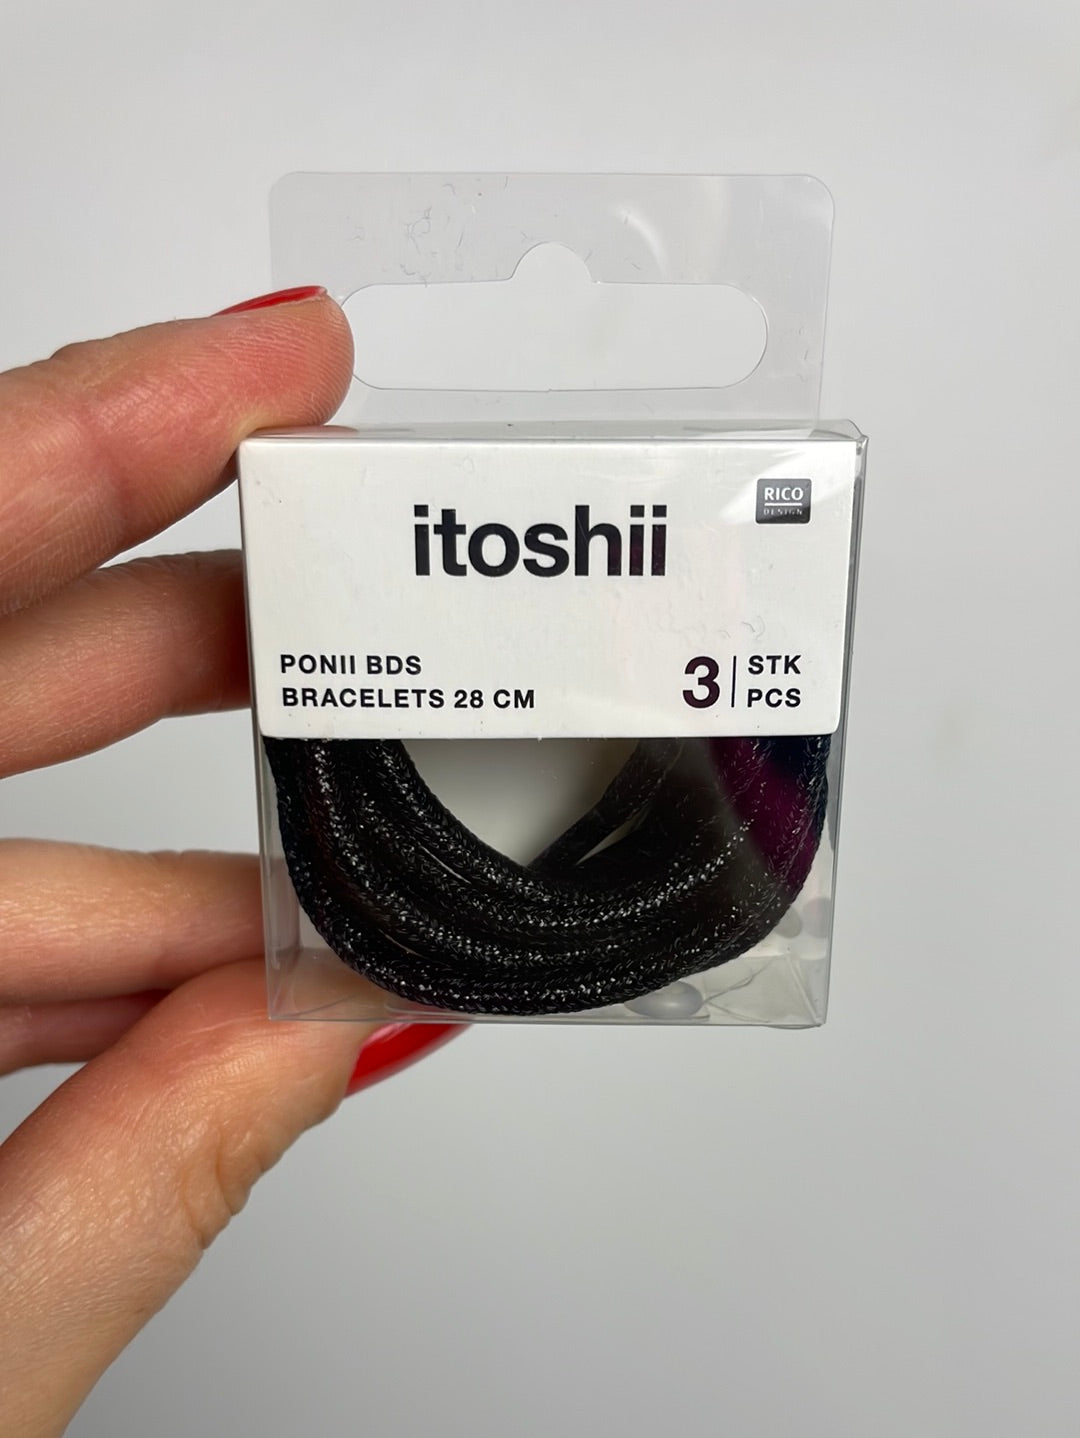 itoshii
RICO
DESIGN
PONII BDS
BRACELETS 28 CM
3
STK
PCS